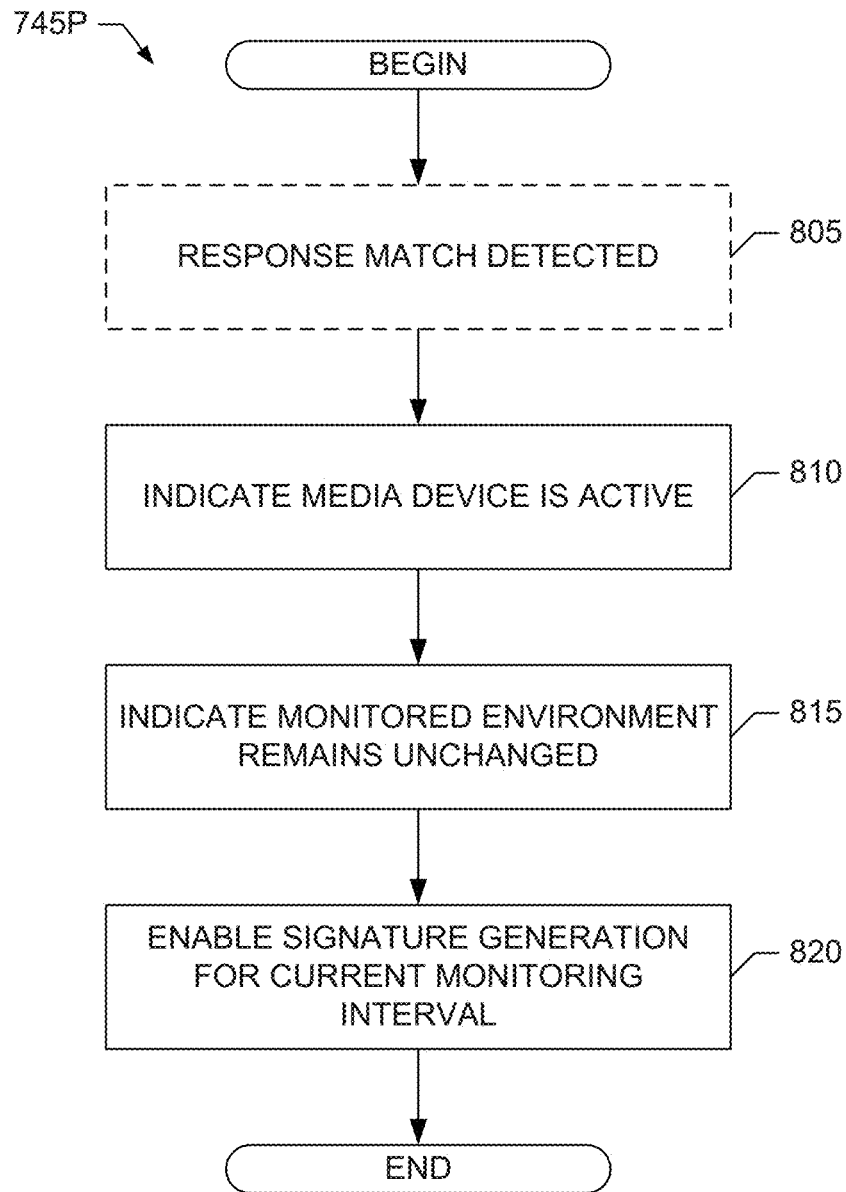 745P
BEGIN
RESPONSE MATCH DETECTED
805
INDICATE MEDIA DEVICE IS ACTIVE
810
INDICATE MONITORED ENVIRONMENT
REMAINS UNCHANGED
815
ENABLE SIGNATURE GENERATION
FOR CURRENT MONITORING
INTERVAL
820
END